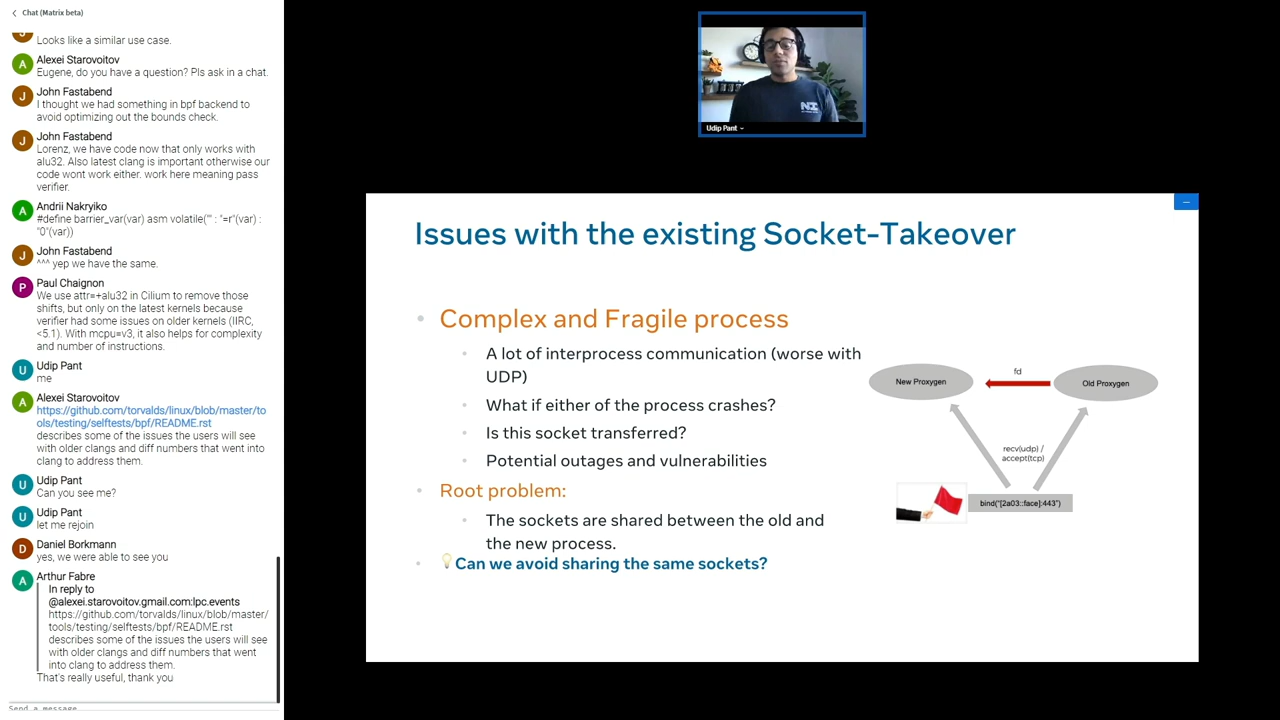 Chat (Matrix beta)
Looks like a similar use case.
A
Alexei Starovoitov
Eugene, do you have a question? Pls ask in a chat.
J
John Fastabend
I thought we had something in bpf backend to
avoid optimizing out the bounds check.
J
John Fastabend
Lorenz, we have code now that only works with
alu32. Also latest clang is important otherwise our
code wont work either. work here meaning pass
verifier.
A
Andrii Nakryiko
#define barrier_var(var) asm volatile("" : "=r"(var) :
"0"(var))
J
John Fastabend
^^^ yep we have the same.
P
Paul Chaignon
We use attr=+alu32 in Cilium to remove those
shifts, but only on the latest kernels because
verifier had some issues on older kernels (IIRC,
<5.1). With mcpu=v3, it also helps for complexity
and number of instructions.
U
Udip Pant
me
A
Alexei Starovoitov
https://github.com/torvalds/linux/blob/master/to
ols/testing/selftests/bpf/README.rst
describes some of the issues the users will see
with older clangs and diff numbers that went into
clang to address them.
U
Udip Pant
Can you see me?
U
Udip Pant
let me rejoin
D
Daniel Borkmann
yes, we were able to see you
A
Arthur Fabre
In reply to
@alexei.starovoitov.gmail.com:lpc.events
https://github.com/torvalds/linux/blob/master/
tools/testing/selftests/bpf/README.rst
describes some of the issues the users will see
with older clangs and diff numbers that went
into clang to address them.
That's really useful, thank you
Send a message
Udip Pant
Issues with the existing Socket-Takeover
Complex and Fragile process
A lot of interprocess communication (worse with
UDP)
What if either of the process crashes?
Is this socket transferred?
Potential outages and vulnerabilities
Root problem:
The sockets are shared between the old and
the new process.
Can we avoid sharing the same sockets?
New Proxygen
fd
Old Proxygen
recv(udp) /
accept(tcp)
bind("[2a03::face]:443")